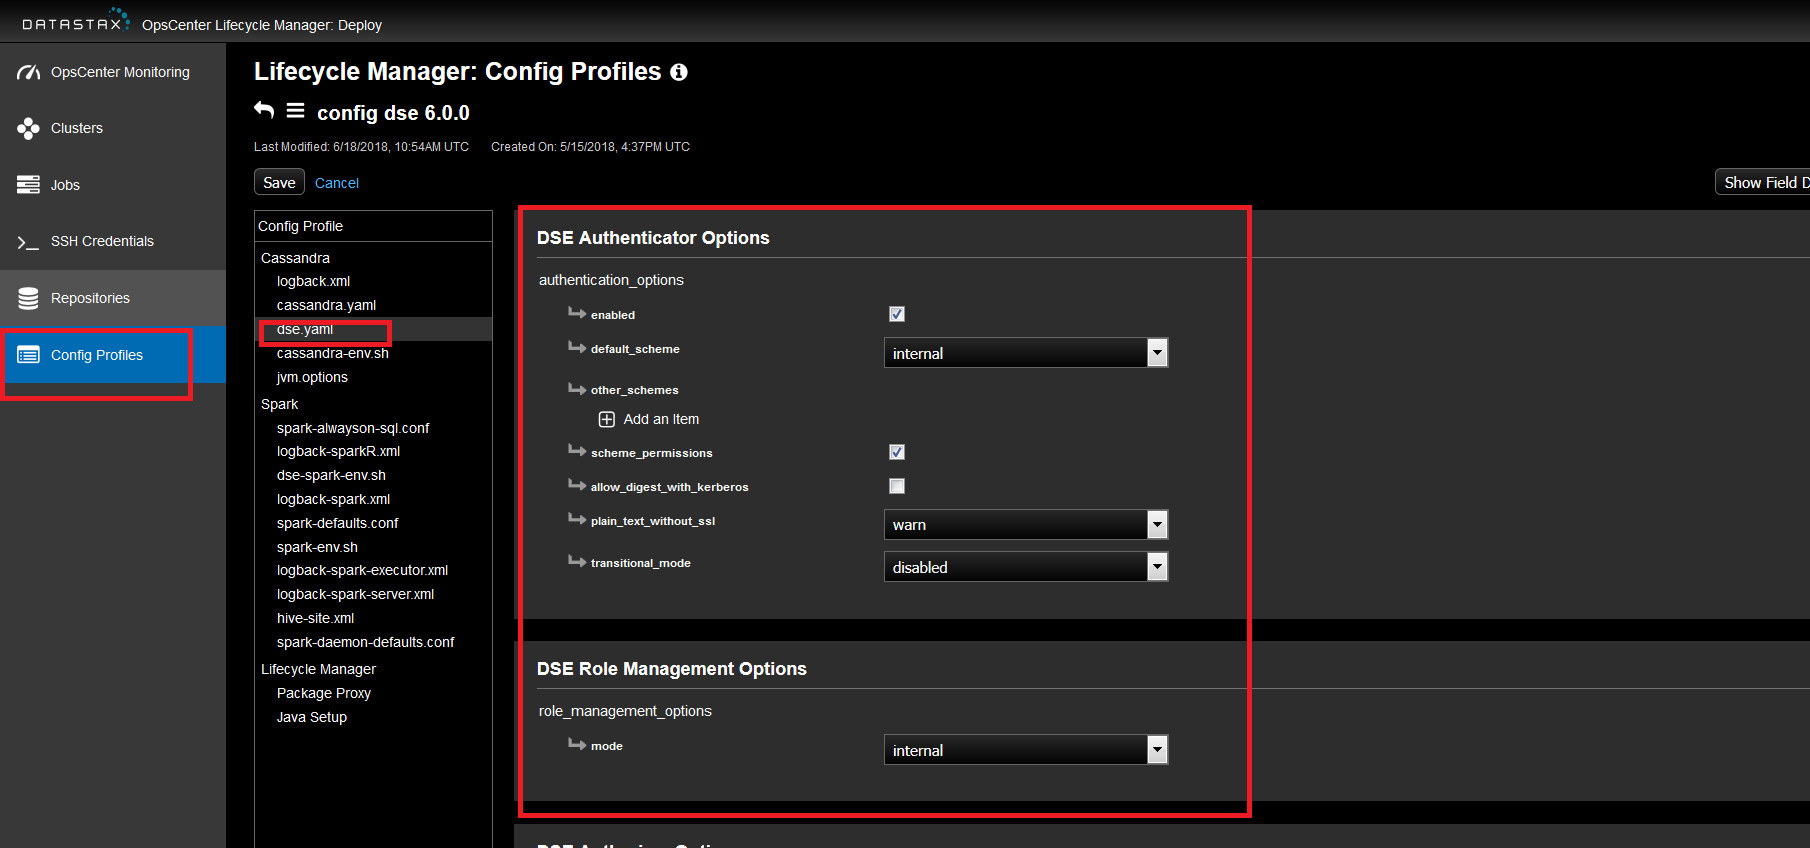 DATASTAX OpsCenter Lifecycle Manager: Deploy
OpsCenter Monitoring
Clusters
Jobs
SSH Credentials
Repositories
Config Profiles
Lifecycle Manager: Config Profiles
config dse 6.0.0
Last Modified: 6/18/2018, 10:54AM UTC Created On: 5/15/2018, 4:37PM UTC
Save Cancel
Show Field D
Config Profile
Cassandra
logback.xml
cassandra.yaml
dse.yaml
cassandra-env.sh
jvm.options
Spark
spark-alwayson-sql.conf
logback-sparkR.xml
dse-spark-env.sh
logback-spark.xml
spark-defaults.conf
spark-env.sh
logback-spark-executor.xml
logback-spark-server.xml
hive-site.xml
spark-daemon-defaults.conf
Lifecycle Manager
Package Proxy
Java Setup
DSE Authenticator Options
authentication_options
enabled
default_scheme internal
other_schemes
Add an Item
scheme_permissions
allow_digest_with_kerberos
plain_text_without_ssl warn
transitional_mode disabled
DSE Role Management Options
role_management_options
mode internal